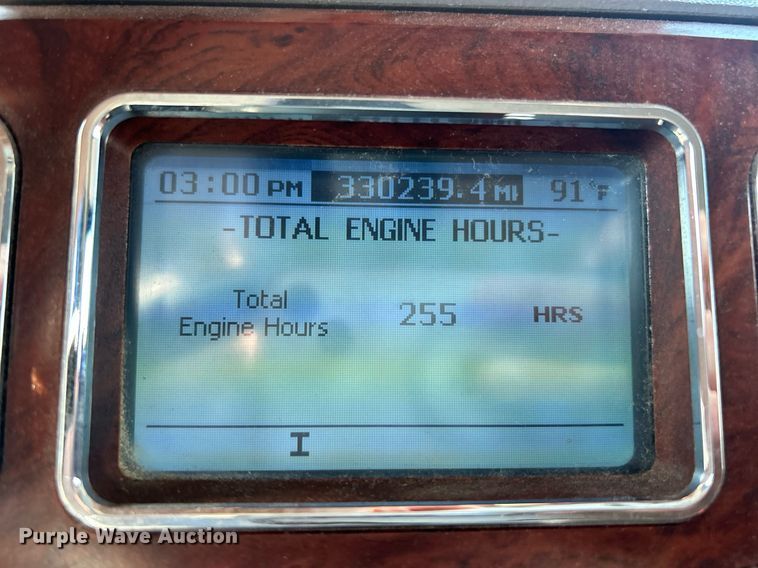 03:00 PM 330239.4 MI 91°F
-TOTAL ENGINE HOURS-
Total
Engine Hours 255 HRS
I
Purple Wave Auction